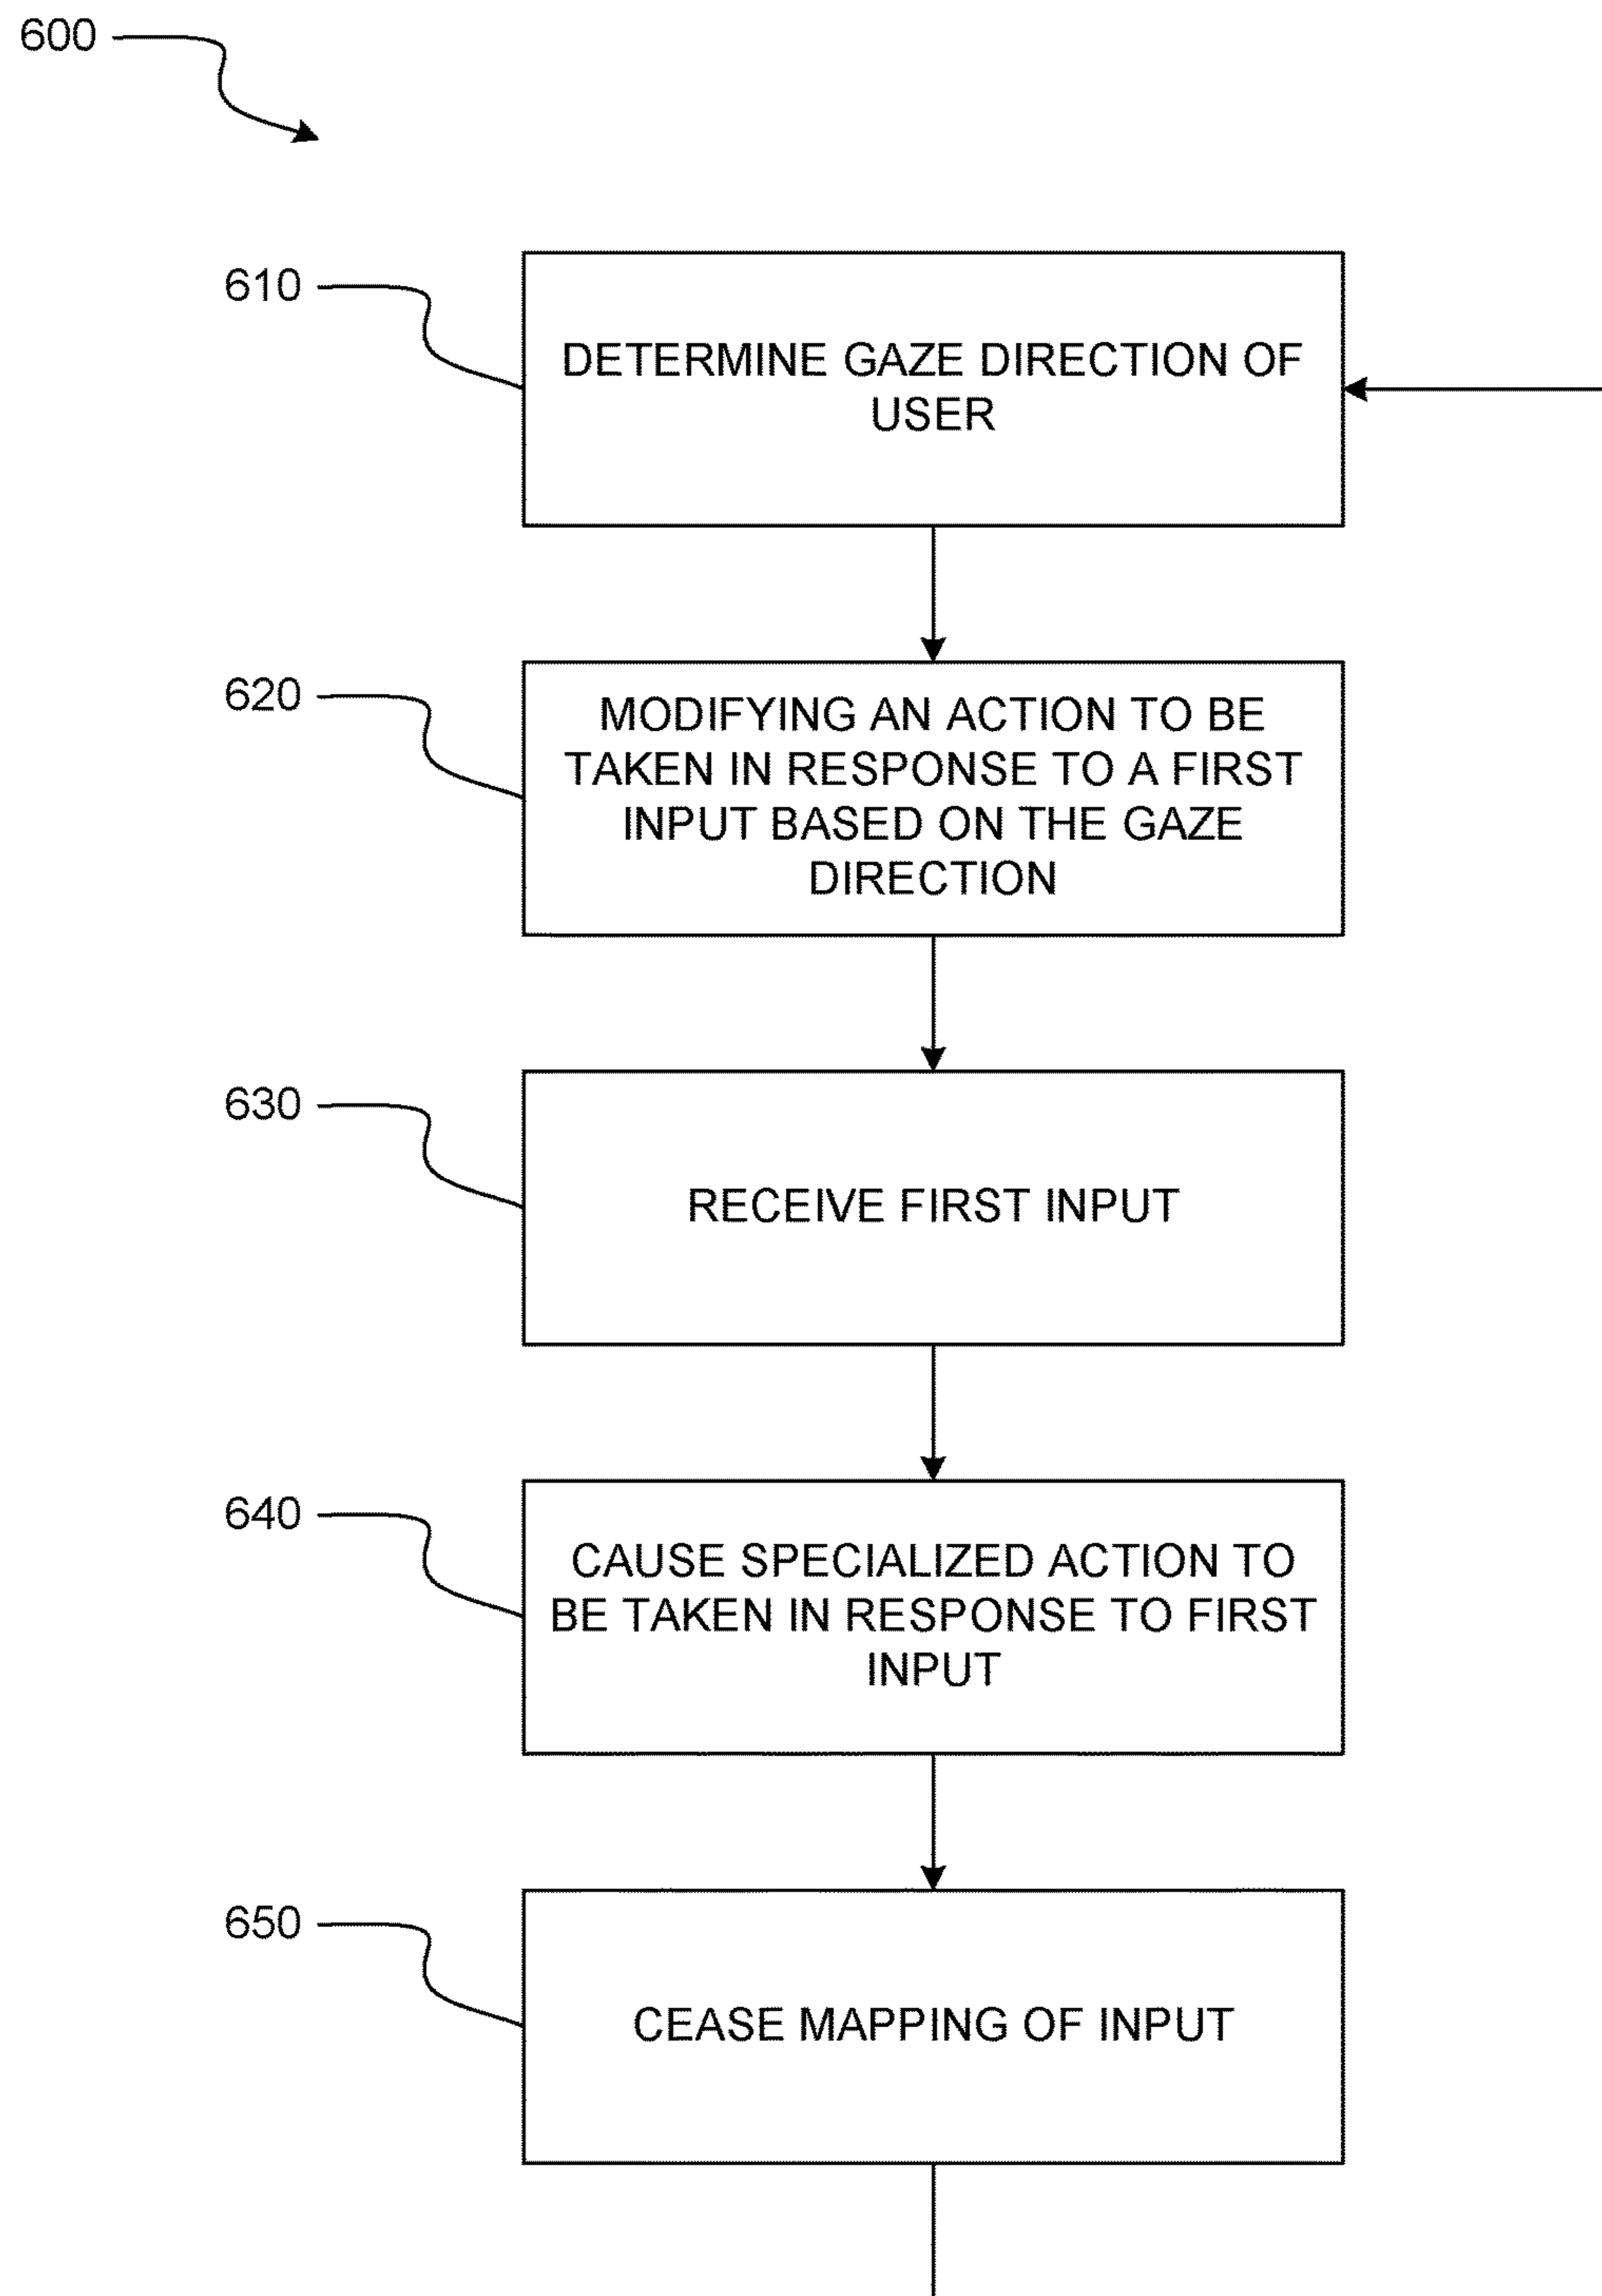 600
610
DETERMINE GAZE DIRECTION OF
USER
620
MODIFYING AN ACTION TO BE
TAKEN IN RESPONSE TO A FIRST
INPUT BASED ON THE GAZE
DIRECTION
630
RECEIVE FIRST INPUT
640
CAUSE SPECIALIZED ACTION TO
BE TAKEN IN RESPONSE TO FIRST
INPUT
650
CEASE MAPPING OF INPUT